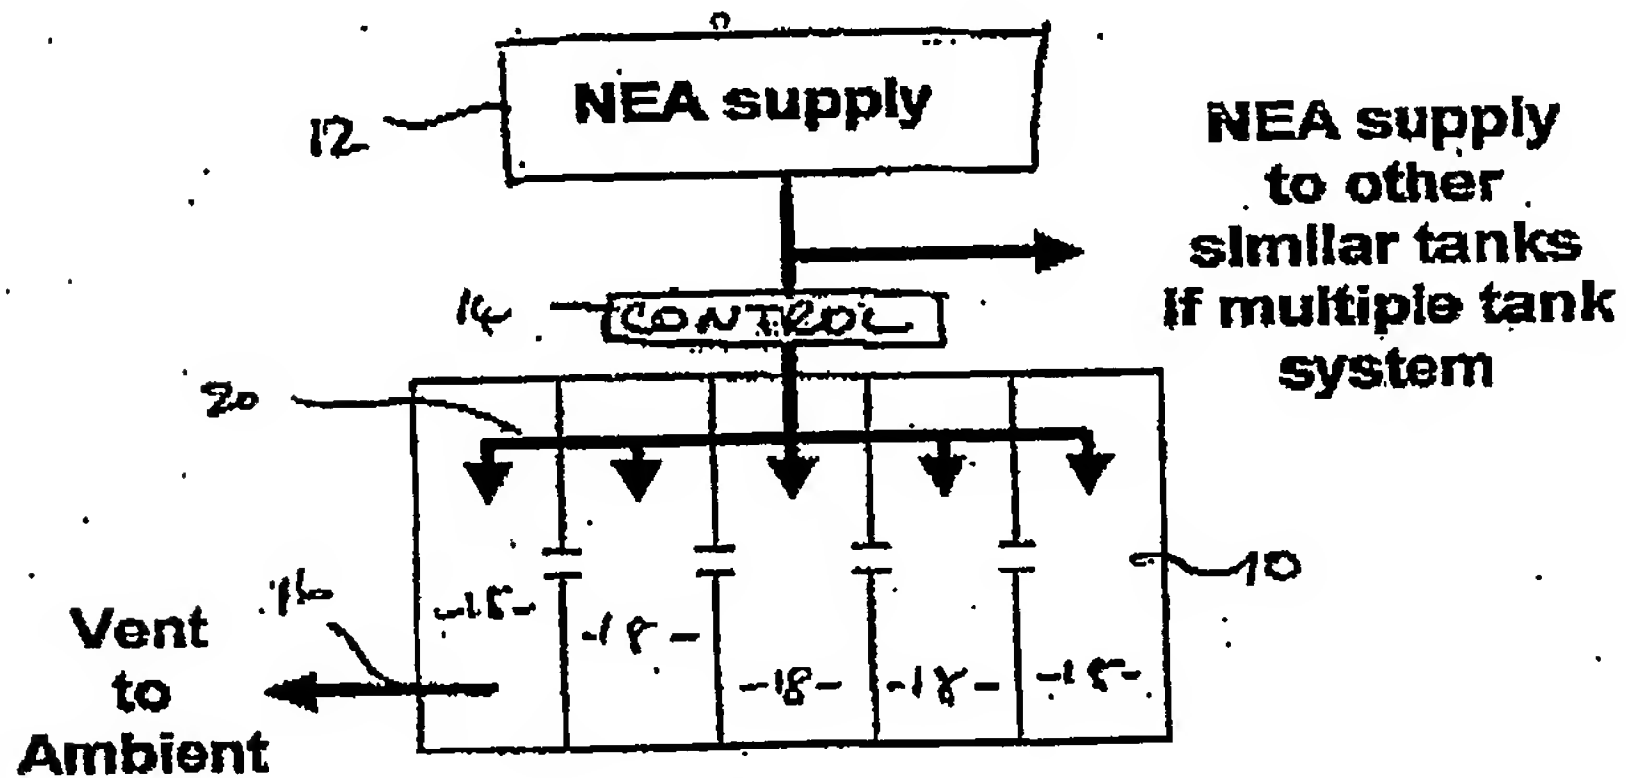 NEA supply
12
NEA supply
to other
similar tanks
if multiple tank
system
14
CONTROL
20
10
16
-18-
-18-
-18-
-18-
-18-
Vent
to
Ambient